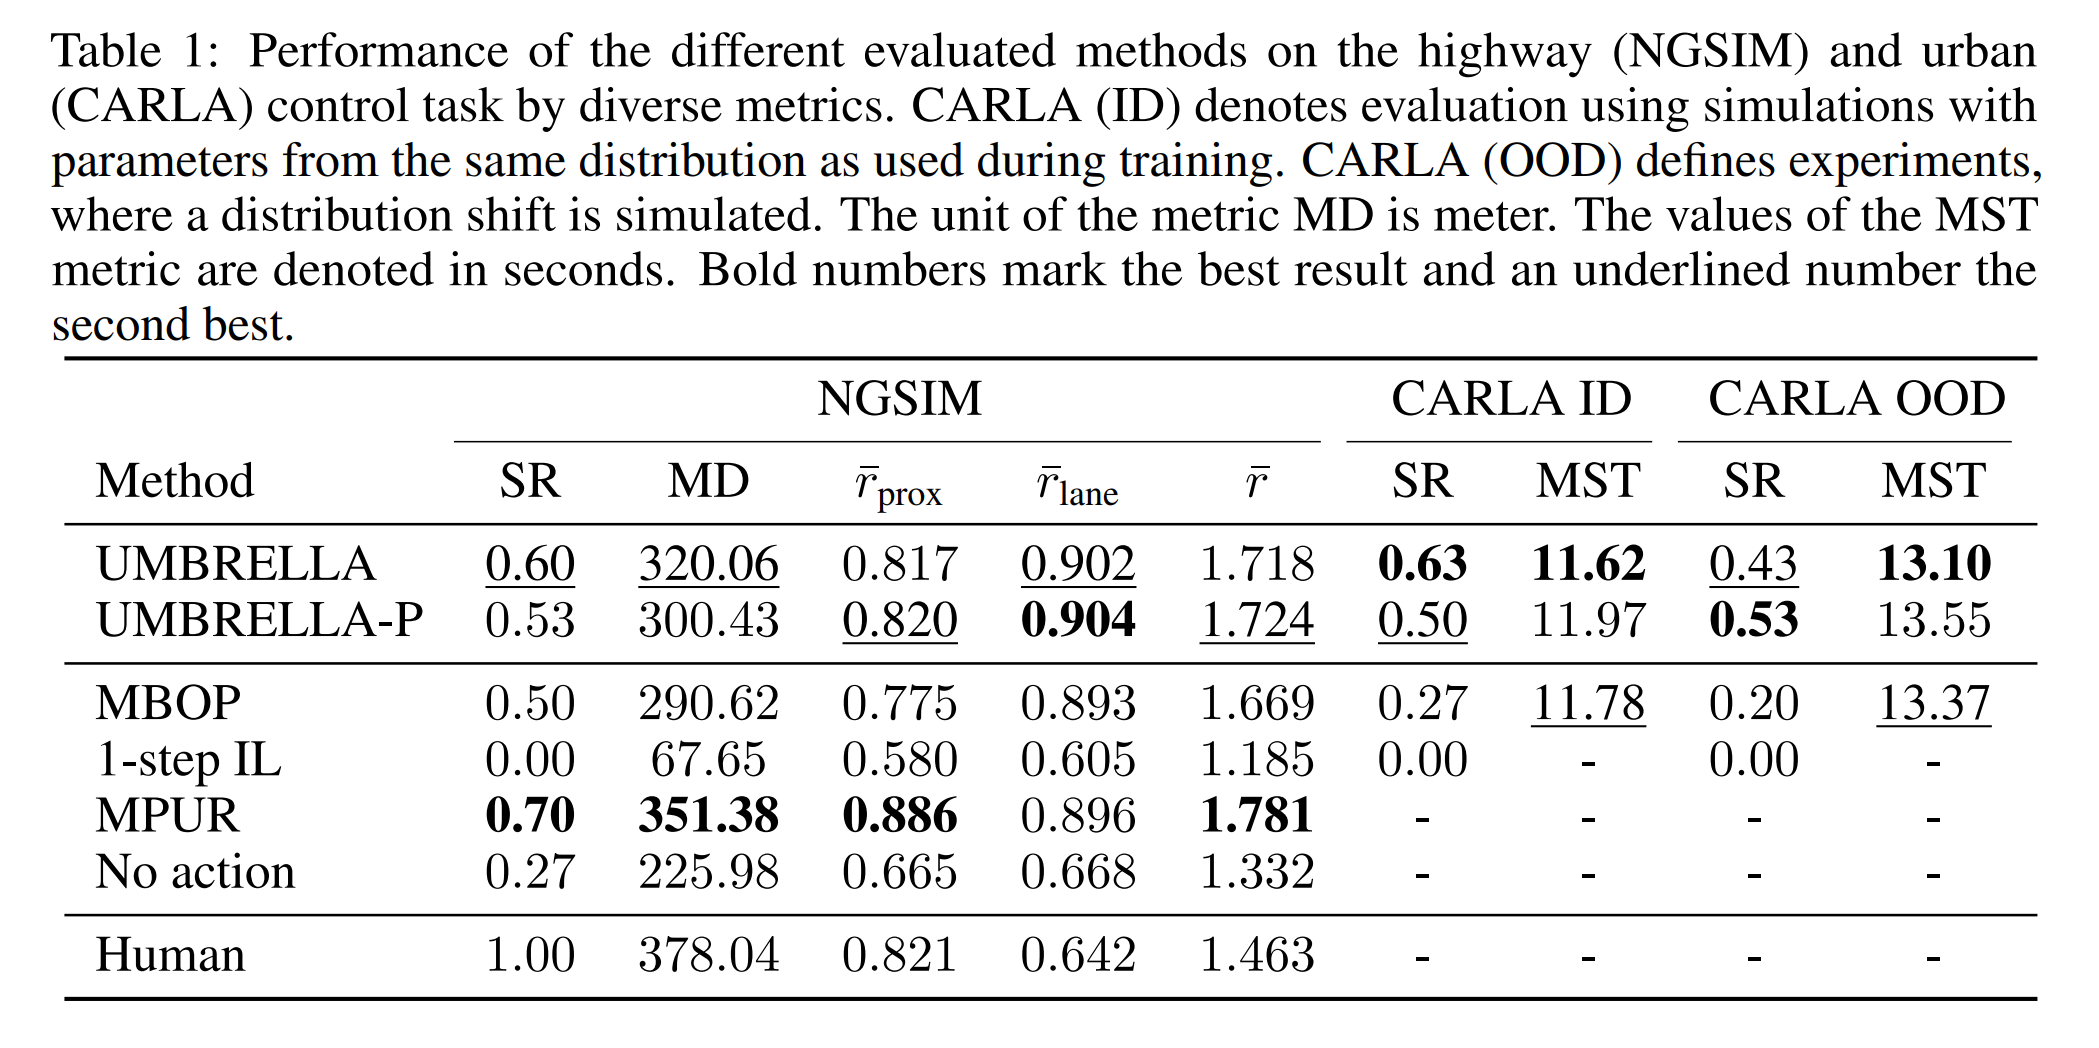 Table 1: Performance of the different evaluated methods on the highway (NGSIM) and urban
(CARLA) control task by diverse metrics. CARLA (ID) denotes evaluation using simulations with
parameters from the same distribution as used during training. CARLA (OOD) defines experiments,
where a distribution shift is simulated. The unit of the metric MD is meter. The values of the MST
metric are denoted in seconds. Bold numbers mark the best result and an underlined number the
second best.
NGSIM CARLA ID CARLA OOD
Method SR MD r̄prox r̄lane r̄ SR MST SR MST
UMBRELLA 0.60 320.06 0.817 0.902 1.718 0.63 11.62 0.43 13.10
UMBRELLA-P 0.53 300.43 0.820 0.904 1.724 0.50 11.97 0.53 13.55
MBOP 0.50 290.62 0.775 0.893 1.669 0.27 11.78 0.20 13.37
1-step IL 0.00 67.65 0.580 0.605 1.185 0.00 - 0.00 -
MPUR 0.70 351.38 0.886 0.896 1.781 - - - -
No action 0.27 225.98 0.665 0.668 1.332 - - - -
Human 1.00 378.04 0.821 0.642 1.463 - - - -